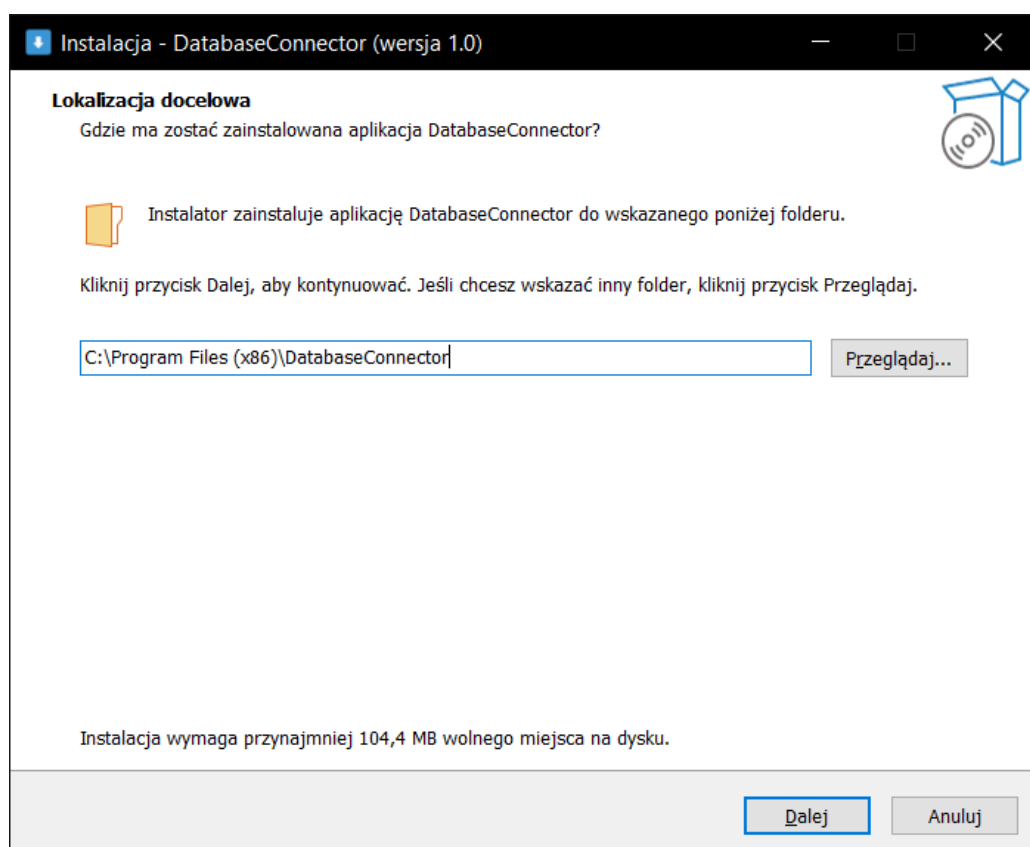 Instalacja - DatabaseConnector (wersja 1.0)
Lokalizacja docelowa
Gdzie ma zostać zainstalowana aplikacja DatabaseConnector?
Instalator zainstaluje aplikację DatabaseConnector do wskazanego poniżej folderu.
Kliknij przycisk Dalej, aby kontynuować. Jeśli chcesz wskazać inny folder, kliknij przycisk Przeglądaj.
C:\Program Files (x86)\DatabaseConnector
Przeglądaj...
Instalacja wymaga przynajmniej 104,4 MB wolnego miejsca na dysku.
Dalej
Anuluj